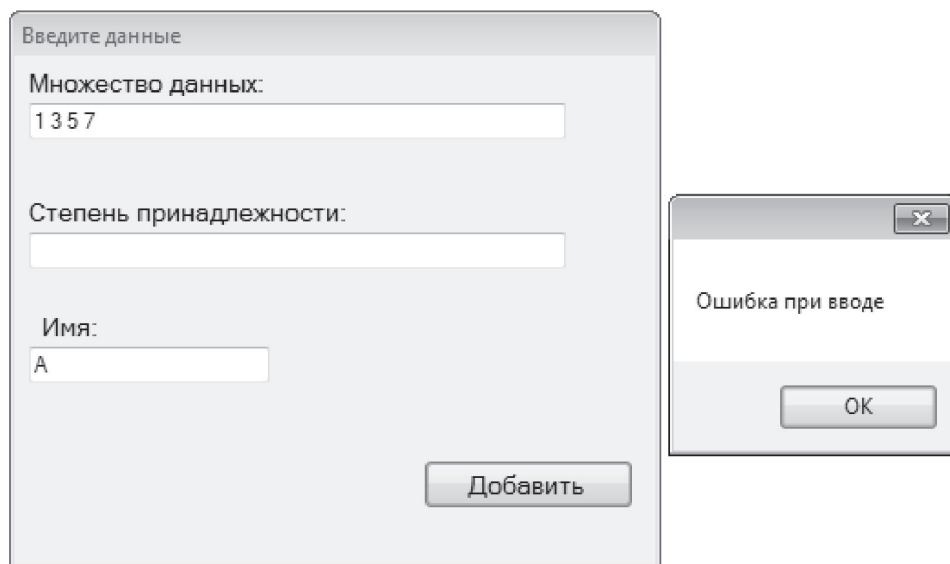 Введите данные
Множество данных:
1 3 5 7
Степень принадлежности:
Имя:
A
Добавить
Ошибка при вводе
OK